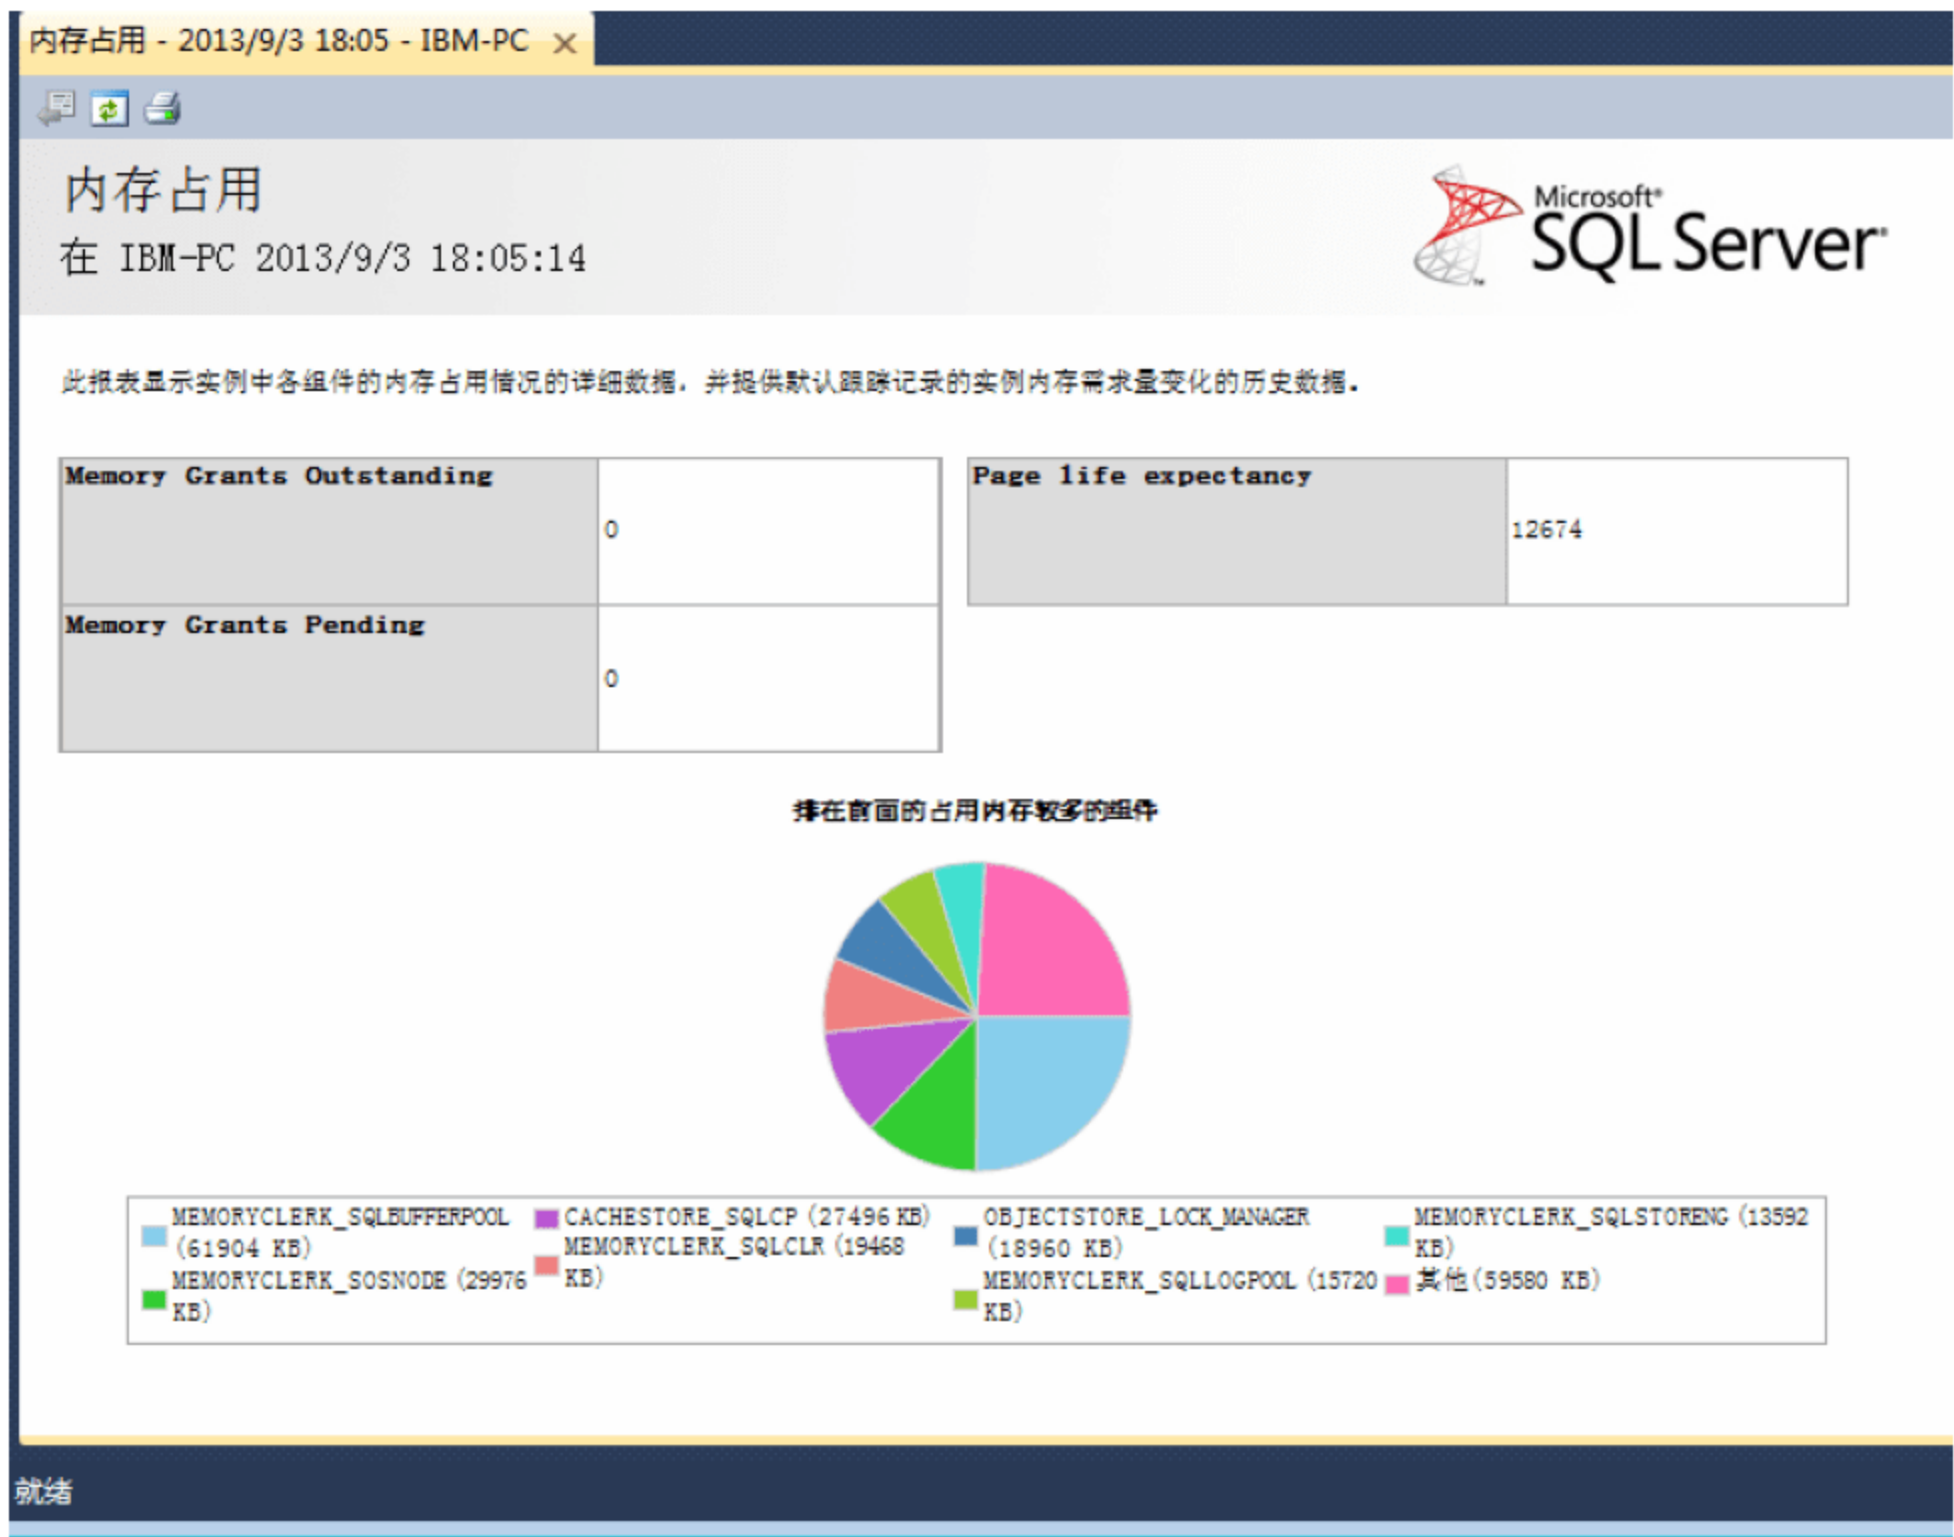 内存占用 - 2013/9/3 18:05 - IBM-PC
内存占用
在 IBM-PC 2013/9/3 18:05:14
Microsoft®
SQL Server®
™
此报表显示实例中各组件的内存占用情况的详细数据，并提供默认跟踪记录的实例内存需求量变化的历史数据。
Memory Grants Outstanding
0
Page life expectancy
12674
Memory Grants Pending
0
排在前面的占用内存较多的组件
MEMORYCLERK_SQLBUFFERPOOL
(61904 KB)
MEMORYCLERK_SOSNODE (29976
KB)
CACHESTORE_SQLCP (27496 KB)
MEMORYCLERK_SQLCLR (19468
KB)
OBJECTSTORE_LOCK_MANAGER
(18960 KB)
MEMORYCLERK_SQLLOGPOOL (15720
KB)
MEMORYCLERK_SQLSTORENG (13592
KB)
其他(59580 KB)
就绪